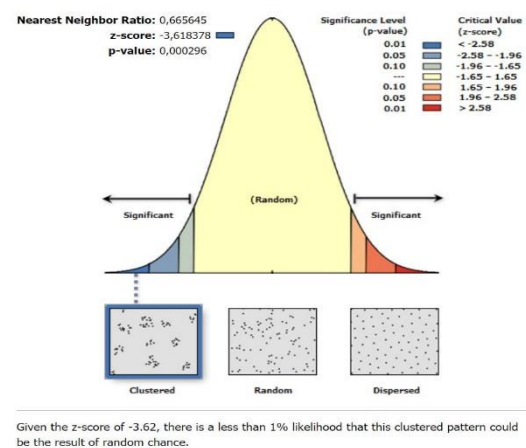 Nearest Neighbor Ratio: 0,665645
z-score: -3,618378
p-value: 0,000296
Significance Level
(p-value)
Critical Value
(z-score)
0.01 < -2.58
0.05 -2.58 - -1.96
0.10 -1.96 - -1.65
--- -1.65 - 1.65
0.10 1.65 - 1.96
0.05 1.96 - 2.58
0.01 > 2.58
(Random)
Significant Significant
Clustered Random Dispersed
Given the z-score of -3.62, there is a less than 1% likelihood that this clustered pattern could
be the result of random chance.